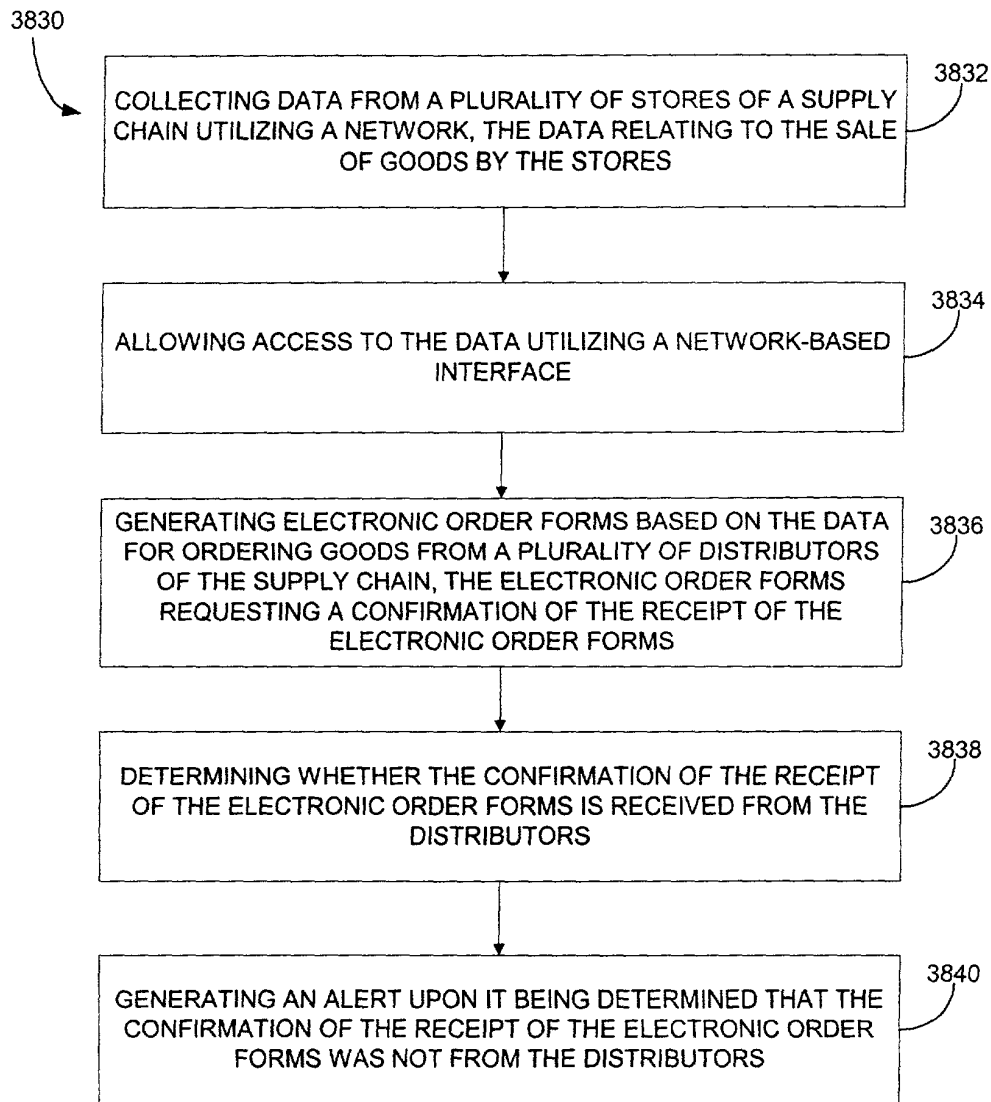 3830
3832
COLLECTING DATA FROM A PLURALITY OF STORES OF A SUPPLY
CHAIN UTILIZING A NETWORK, THE DATA RELATING TO THE SALE
OF GOODS BY THE STORES
3834
ALLOWING ACCESS TO THE DATA UTILIZING A NETWORK-BASED
INTERFACE
3836
GENERATING ELECTRONIC ORDER FORMS BASED ON THE DATA
FOR ORDERING GOODS FROM A PLURALITY OF DISTRIBUTORS
OF THE SUPPLY CHAIN, THE ELECTRONIC ORDER FORMS
REQUESTING A CONFIRMATION OF THE RECEIPT OF THE
ELECTRONIC ORDER FORMS
3838
DETERMINING WHETHER THE CONFIRMATION OF THE RECEIPT
OF THE ELECTRONIC ORDER FORMS IS RECEIVED FROM THE
DISTRIBUTORS
3840
GENERATING AN ALERT UPON IT BEING DETERMINED THAT THE
CONFIRMATION OF THE RECEIPT OF THE ELECTRONIC ORDER
FORMS WAS NOT FROM THE DISTRIBUTORS